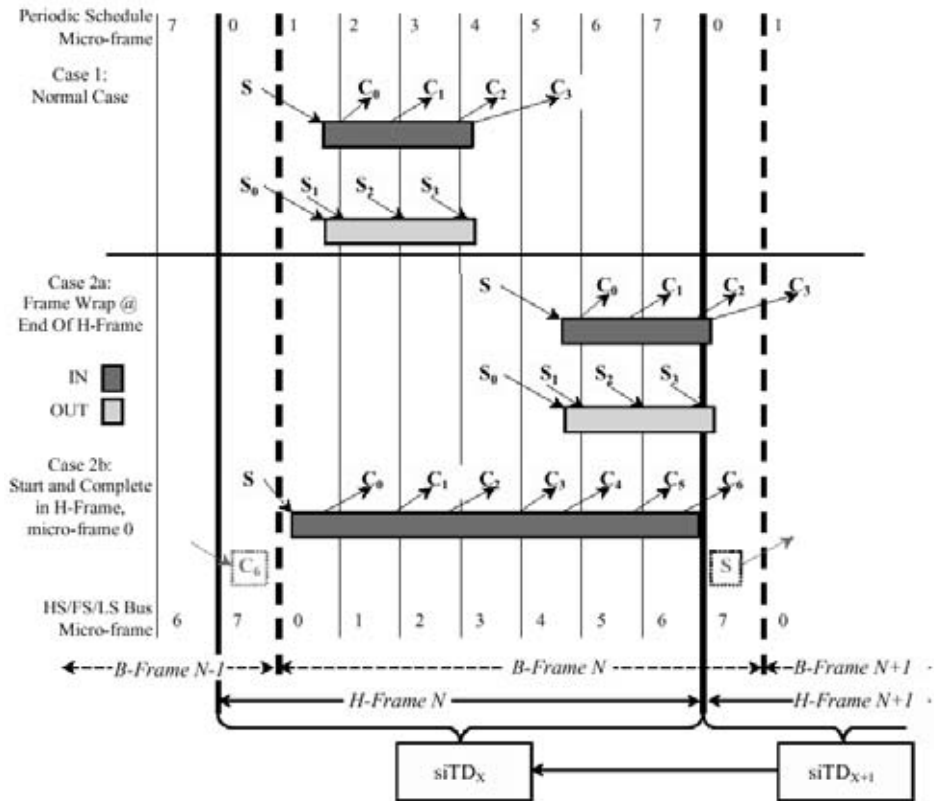 Periodic Schedule
Micro-frame
7 0 1 2 3 4 5 6 7 0 1
Case 1:
Normal Case
S C0 C1 C2 C3
S0 S1 S2 S3
Case 2a:
Frame Wrap @
End Of H-Frame
S C0 C1 C2 C3
IN
OUT
S0 S1 S2 S3
Case 2b:
Start and Complete
in H-Frame,
micro-frame 0
S C0 C1 C2 C3 C4 C5 C6
C6 S
HS/FS/LS Bus
Micro-frame
6 7 0 1 2 3 4 5 6 7 0
B-Frame N-1 B-Frame N B-Frame N+1
H-Frame N H-Frame N+1
siTDX siTDX+1